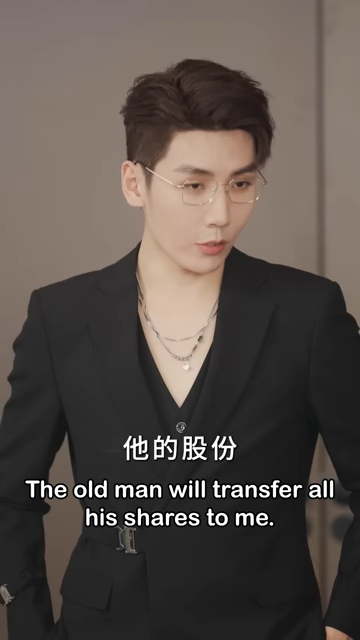 他的股份
The old man will transfer all
his shares to me.